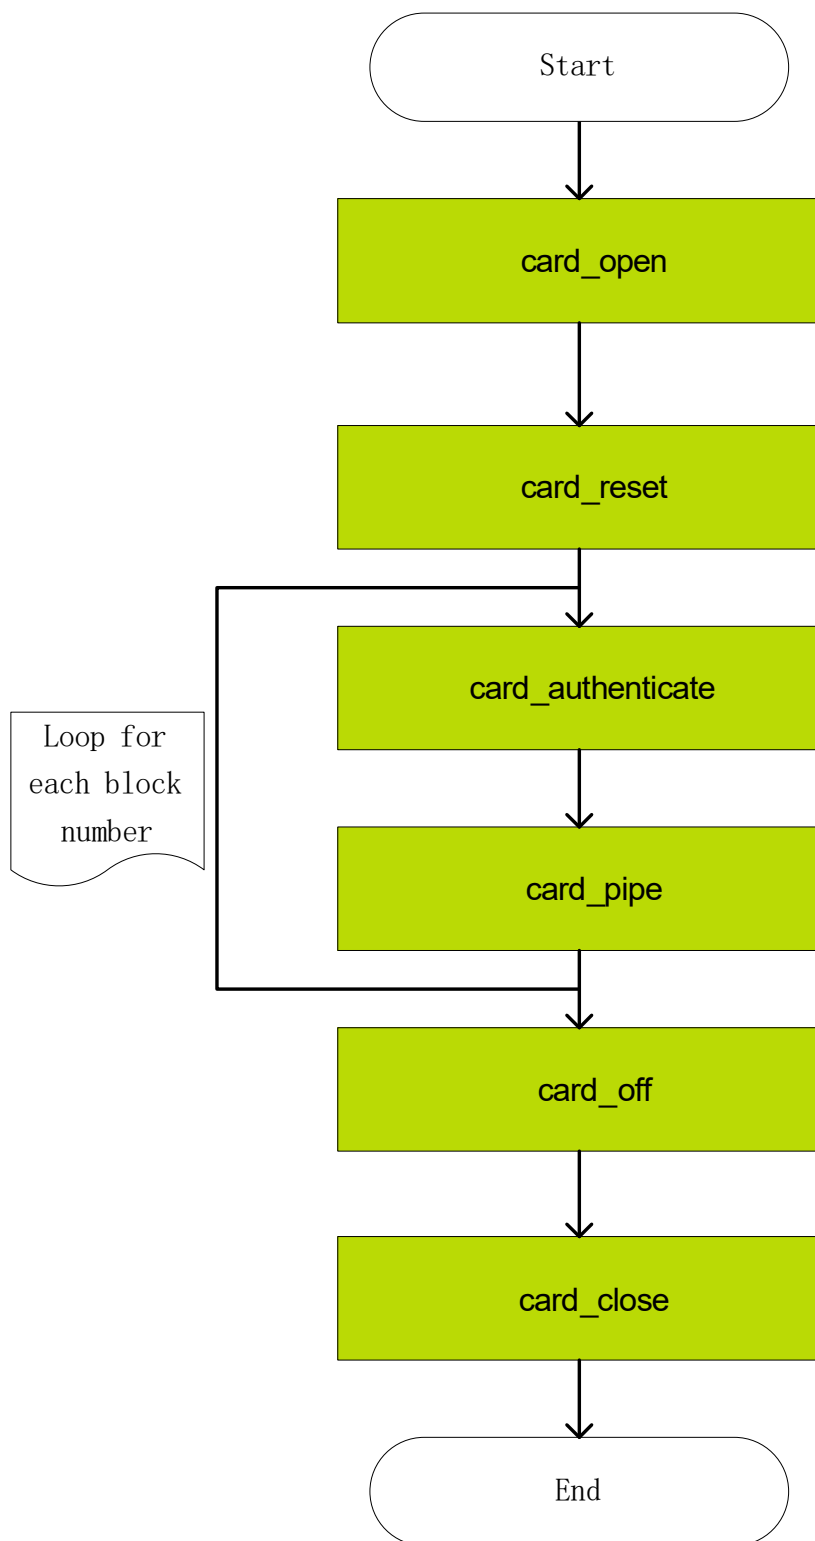 Start
card_open
card_reset
card_authenticate
Loop for
each block
number
card_pipe
card_off
card_close
End